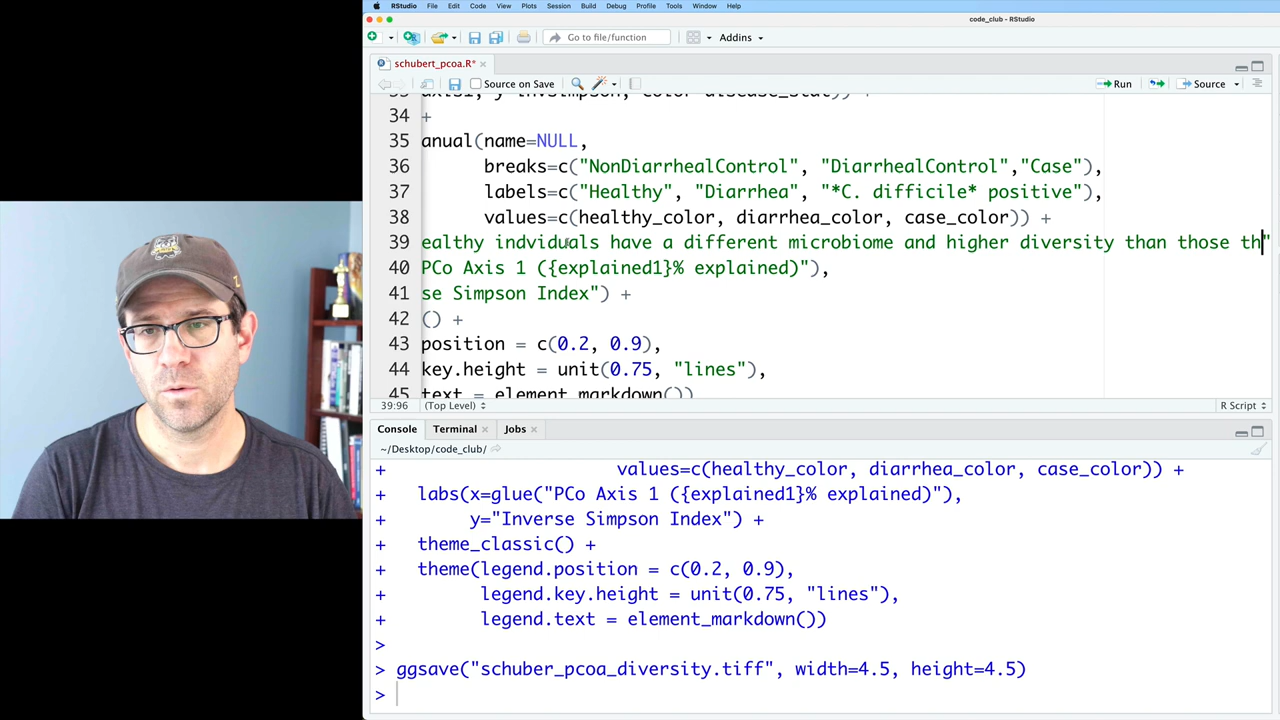 RStudio File Edit Code View Plots Session Build Debug Profile Tools Window Help
code_club - RStudio
Go to file/function Addins
schubert_pcoa.R*
Source on Save Run Source
34 +
35 anual(name=NULL,
36 breaks=c("NonDiarrhealControl", "DiarrhealControl","Case"),
37 labels=c("Healthy", "Diarrhea", "*C. difficile* positive"),
38 values=c(healthy_color, diarrhea_color, case_color)) +
39 ealthy indviduals have a different microbiome and higher diversity than those th"
40 PCo Axis 1 ({explained1}% explained)"),
41 se Simpson Index") +
42 () +
43 position = c(0.2, 0.9),
44 key.height = unit(0.75, "lines"),
45 text = element_markdown())
39:96 (Top Level) R Script
Console Terminal Jobs
~/Desktop/code_club/
+ values=c(healthy_color, diarrhea_color, case_color)) +
+ labs(x=glue("PCo Axis 1 ({explained1}% explained)"),
+ y="Inverse Simpson Index") +
+ theme_classic() +
+ theme(legend.position = c(0.2, 0.9),
+ legend.key.height = unit(0.75, "lines"),
+ legend.text = element_markdown())
>
> ggsave("schuber_pcoa_diversity.tiff", width=4.5, height=4.5)
>